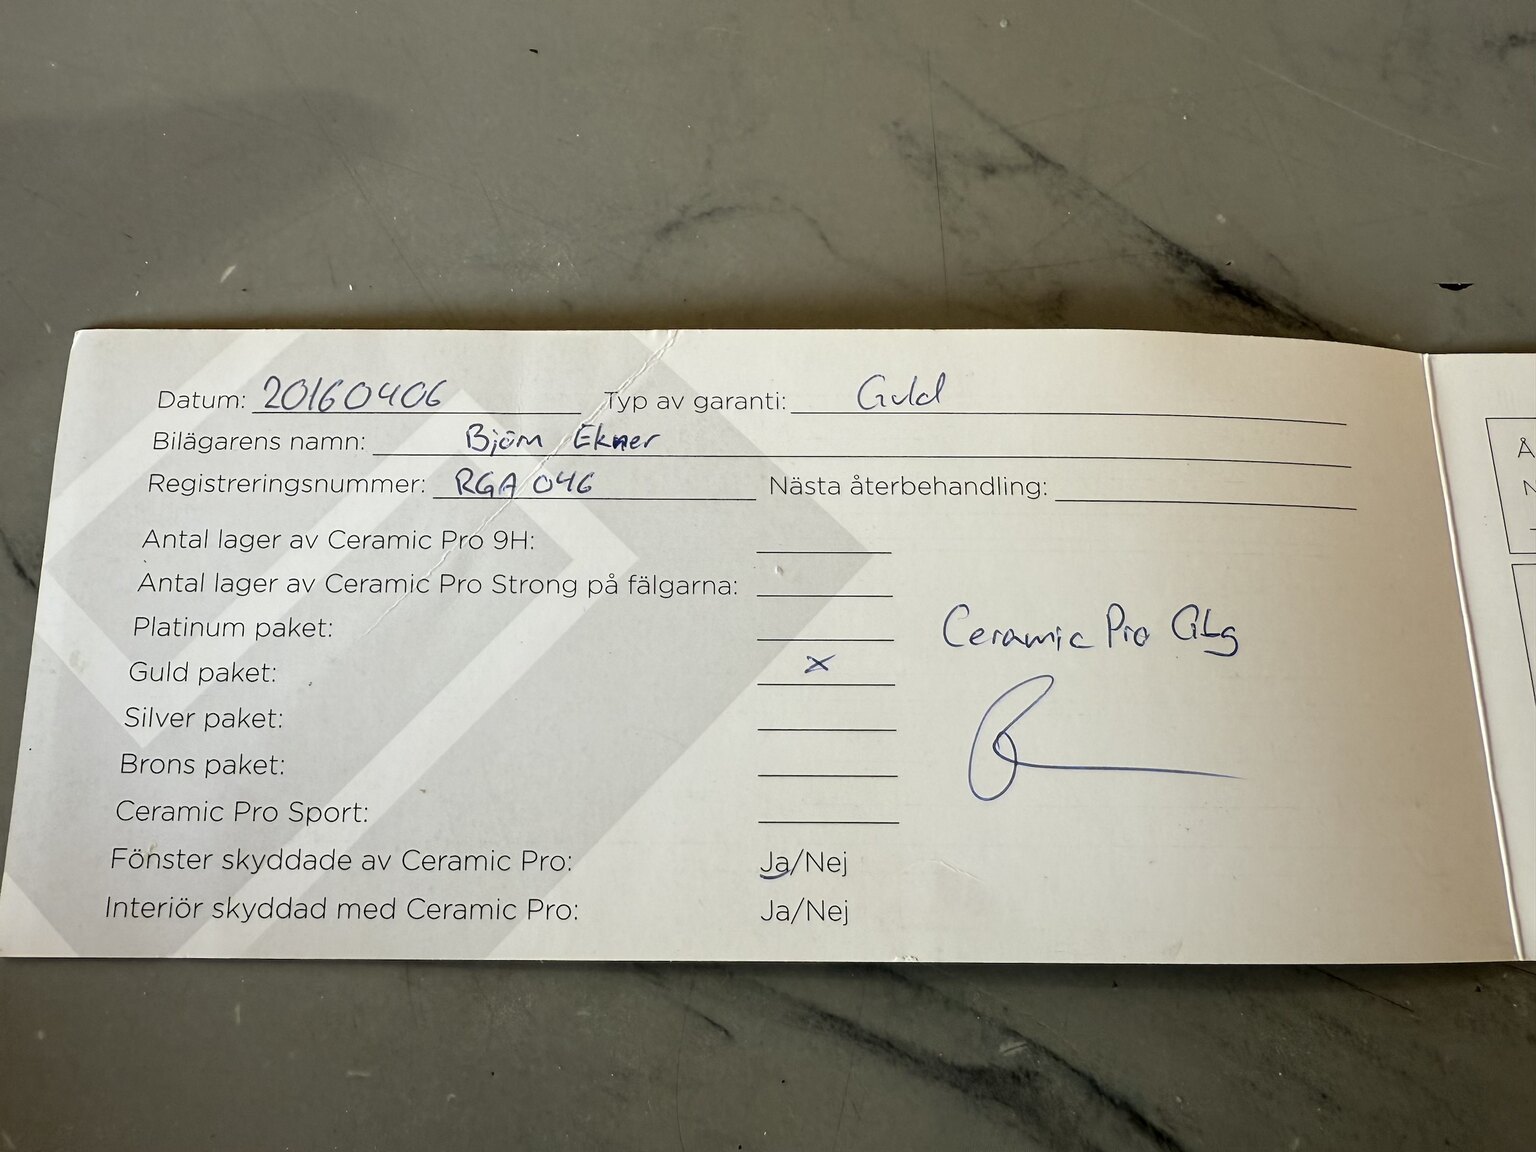 Datum: 20160406 Typ av garanti: Guld
Bilägarens namn: Björn Ekner
Registreringsnummer: RGA 046 Nästa återbehandling:
Antal lager av Ceramic Pro 9H:
Antal lager av Ceramic Pro Strong på fälgarna:
Platinum paket:
Guld paket: x
Silver paket:
Brons paket:
Ceramic Pro Sport:
Fönster skyddade av Ceramic Pro: Ja/Nej
Interiör skyddad med Ceramic Pro: Ja/Nej
Ceramic Pro Gbg
Å
N